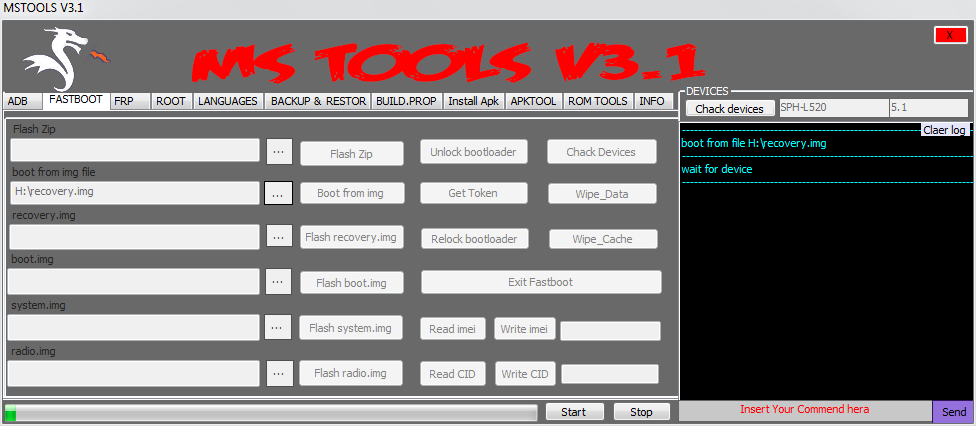 MSTOOLS V3.1
MS TOOLS V3.1
X
ADB FASTBOOT FRP ROOT LANGUAGES BACKUP & RESTOR BUILD.PROP Install Apk APKTOOL ROM TOOLS INFO
DEVICES
Chack devices SPH-L520 5.1
Claer log
Flash Zip
... Flash Zip Unlock bootloader Chack Devices
boot from img file
H:\recovery.img ... Boot from img Get Token Wipe_Data
recovery.img
... Flash recovery.img Relock bootloader Wipe_Cache
boot.img
... Flash boot.img Exit Fastboot
system.img
... Flash system.img Read imei Write imei
radio.img
... Flash radio.img Read CID Write CID
boot from file H:\recovery.img
wait for device
Start Stop
Insert Your Commend hera Send